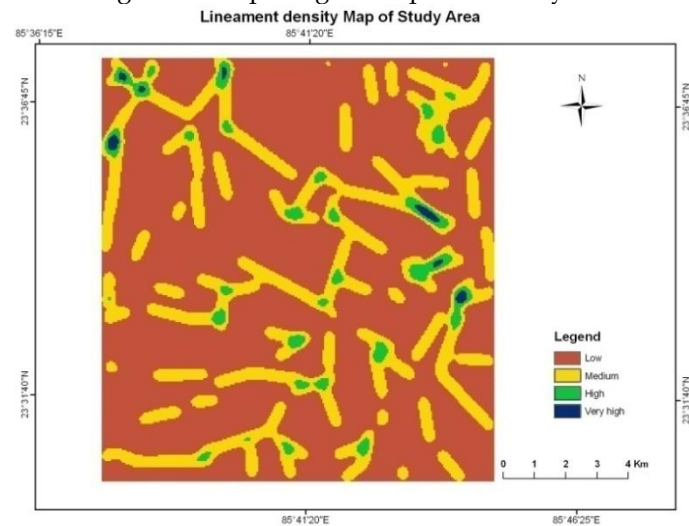 Lineament density Map of Study Area
85°36'15"E
85°41'20"E
23°36'45"N
23°36'45"N
N
Legend
Low
Medium
High
Very high
23°31'40"N
23°31'40"N
0 1 2 3 4 Km
85°41'20"E
85°46'25"E